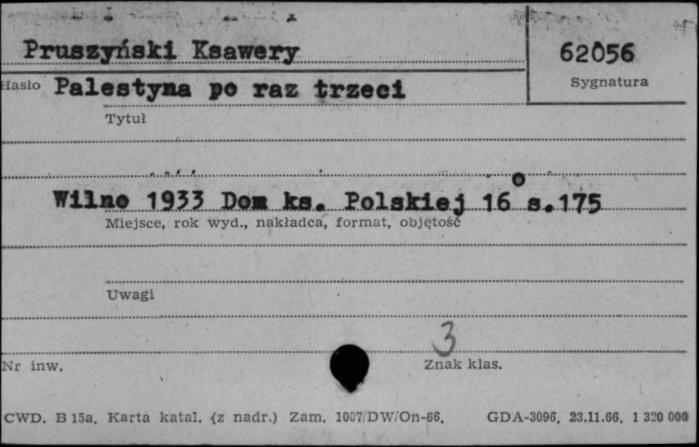 Pruszyński Ksawery
62056
Hasło
Sygnatura
Palestyna po raz trzeci
Tytuł
Wilno 1933 Dom ks. Polskiej 16° s.175
Miejsce, rok wyd., nakładca, format, objętość
Uwagi
3
Nr inw.
Znak klas.
CWD. B 15a. Karta katal. (z nadr.) Zam. 1007/DW/On-66. GDA-3096. 23.11.66. 1 320 000